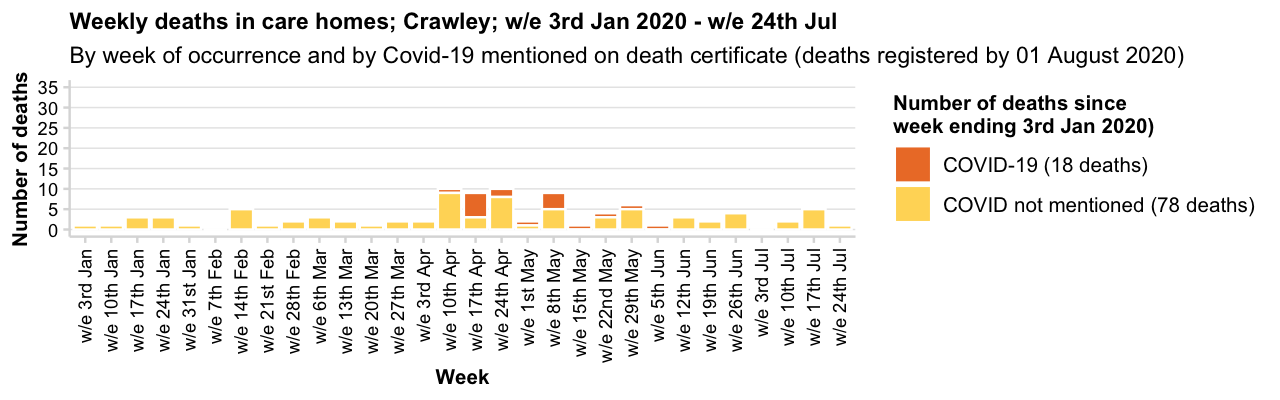 Weekly deaths in care homes; Crawley; w/e 3rd Jan 2020 - w/e 24th Jul
By week of occurrence and by Covid-19 mentioned on death certificate (deaths registered by 01 August 2020)
Number of deaths
35
30
25
20
15
10
5
0
w/e 3rd Jan
w/e 10th Jan
w/e 17th Jan
w/e 24th Jan
w/e 31st Jan
w/e 7th Feb
w/e 14th Feb
w/e 21st Feb
w/e 28th Feb
w/e 6th Mar
w/e 13th Mar
w/e 20th Mar
w/e 27th Mar
w/e 3rd Apr
w/e 10th Apr
w/e 17th Apr
w/e 24th Apr
w/e 1st May
w/e 8th May
w/e 15th May
w/e 22nd May
w/e 29th May
w/e 5th Jun
w/e 12th Jun
w/e 19th Jun
w/e 26th Jun
w/e 3rd Jul
w/e 10th Jul
w/e 17th Jul
w/e 24th Jul
Week
Number of deaths since
week ending 3rd Jan 2020)
COVID-19 (18 deaths)
COVID not mentioned (78 deaths)